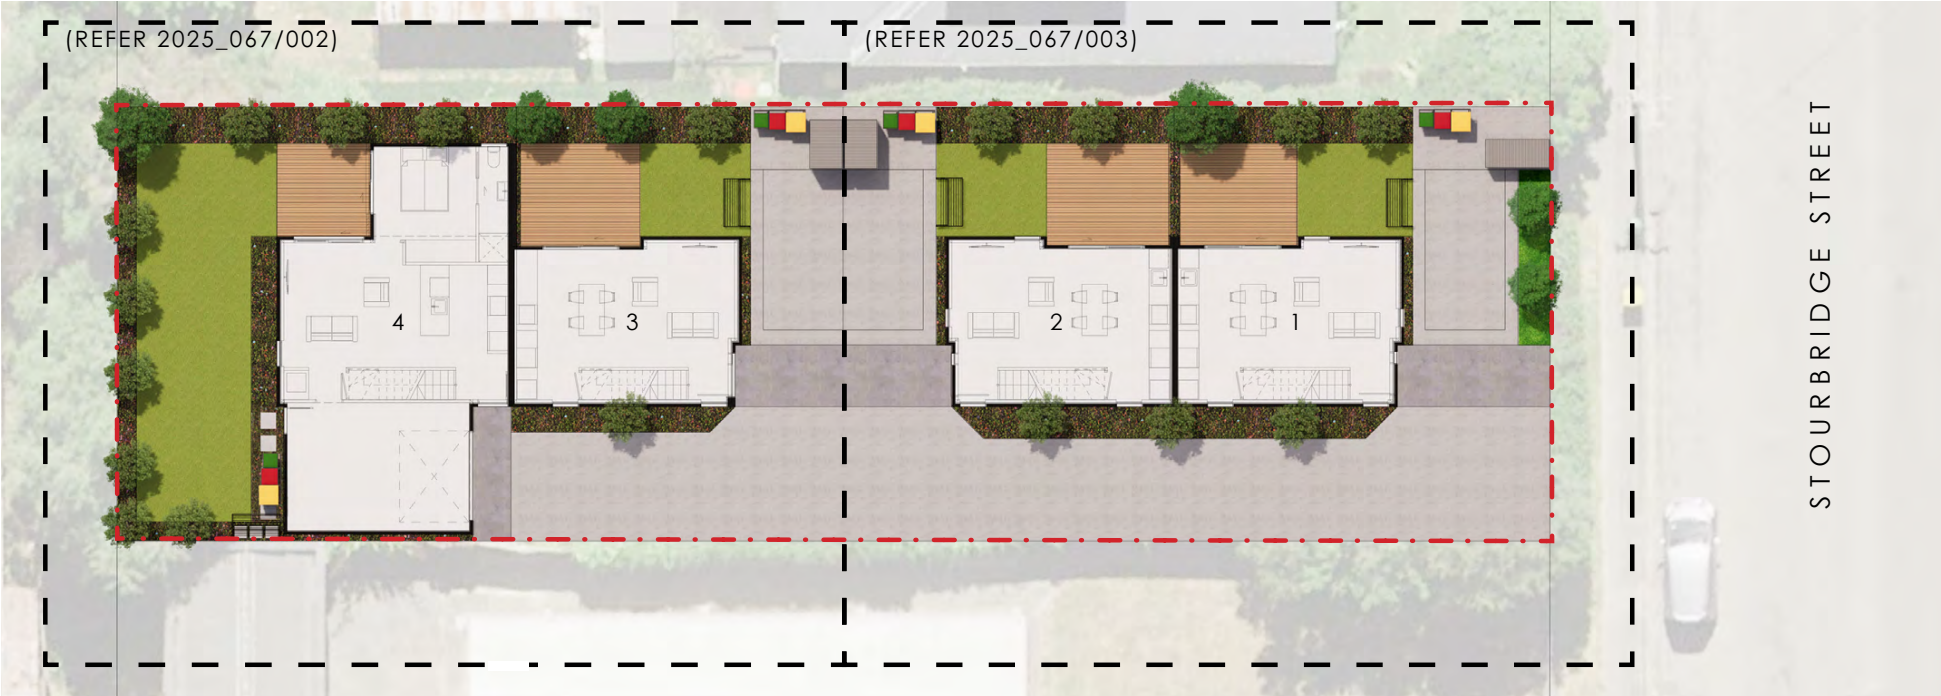 (REFER 2025_067/002)
(REFER 2025_067/003)
4
3
2
1
STOURBRIDGE STREET